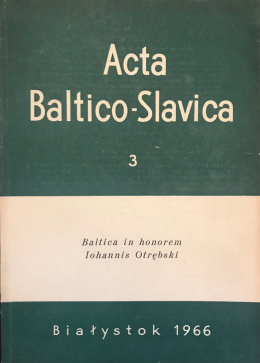 Acta
Baltico-Slavica
3
Baltica in honorem
Iohannis Otrębski
Białystok 1966